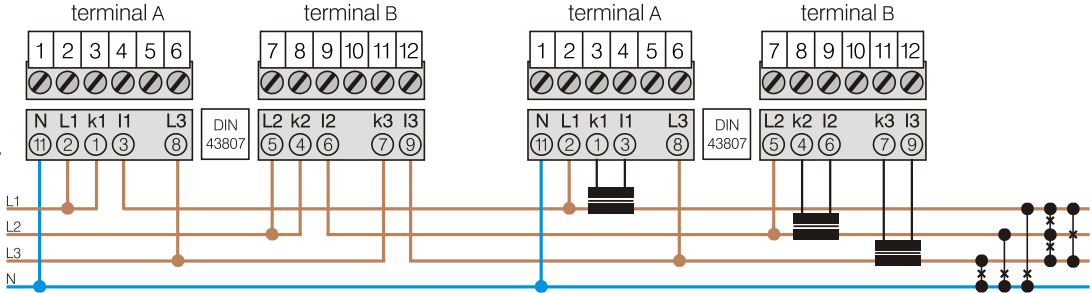 terminal A terminal B terminal A terminal B
1 2 3 4 5 6 7 8 9 10 11 12 1 2 3 4 5 6 7 8 9 10 11 12
N L1 k1 l1 L3 DIN 43807 L2 k2 l2 k3 l3 N L1 k1 l1 L3 DIN 43807 L2 k2 l2 k3 l3
11 2 1 3 8 5 4 6 7 9 11 2 1 3 8 5 4 6 7 9
L1
L2
L3
N